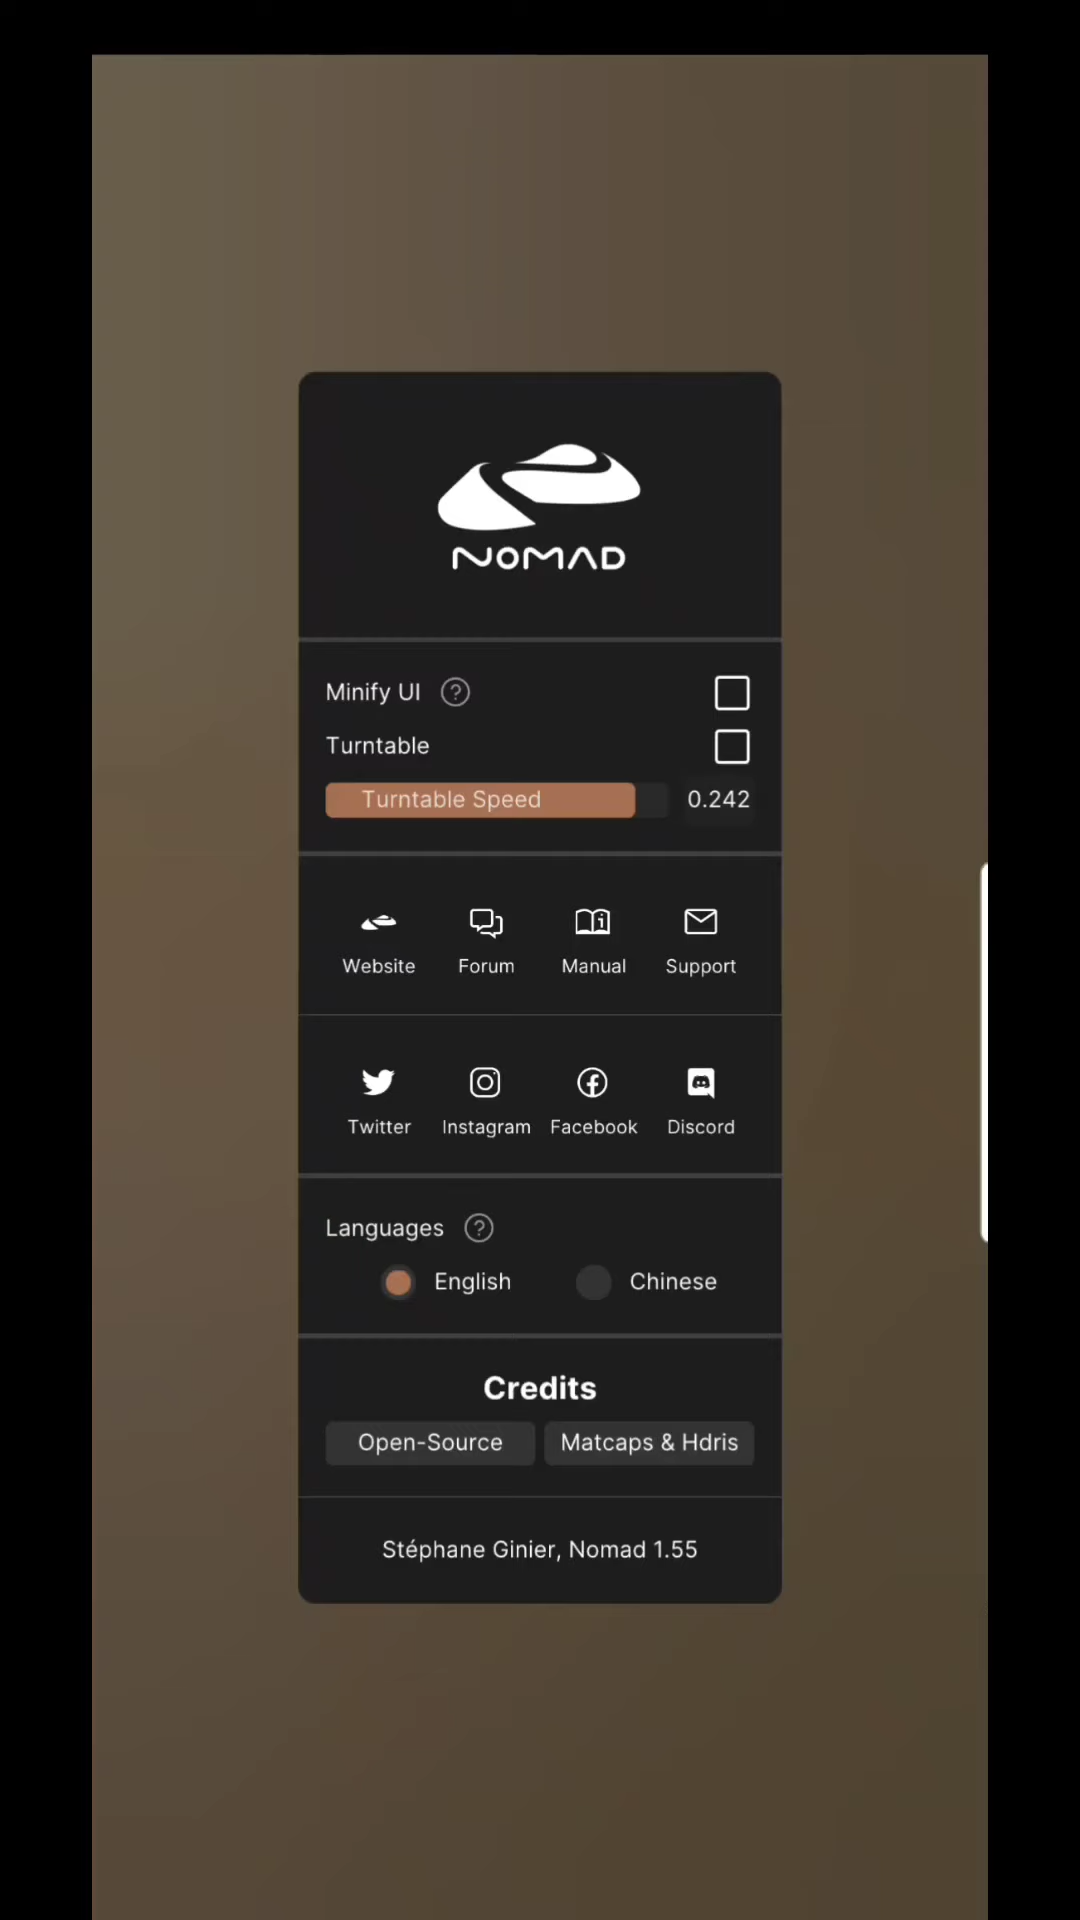 NOMAD
Minify UI ?
Turntable
Turntable Speed 0.242
Website Forum Manual Support
Twitter Instagram Facebook Discord
Languages ?
English Chinese
Credits
Open-Source Matcaps & Hdris
Stéphane Ginier, Nomad 1.55